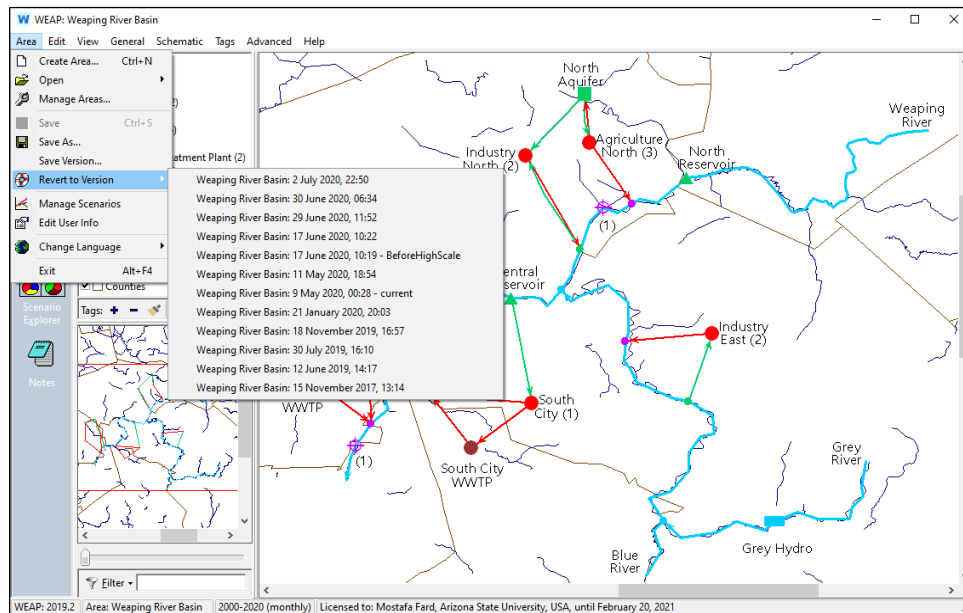 WEAP: Weaping River Basin
Area Edit View General Schematic Tags Advanced Help
Create Area... Ctrl+N
Open
Manage Areas...
Save Ctrl+S
Save As...
Save Version...
Revert to Version
Manage Scenarios
Edit User Info
Change Language
Exit Alt+F4
Weaping River Basin: 2 July 2020, 22:50
Weaping River Basin: 30 June 2020, 06:34
Weaping River Basin: 29 June 2020, 11:52
Weaping River Basin: 17 June 2020, 10:22
Weaping River Basin: 17 June 2020, 10:19 - BeforeHighScale
Weaping River Basin: 11 May 2020, 18:54
Weaping River Basin: 9 May 2020, 00:28 - current
Weaping River Basin: 21 January 2020, 20:03
Weaping River Basin: 18 November 2019, 16:57
Weaping River Basin: 30 July 2019, 16:10
Weaping River Basin: 12 June 2019, 14:17
Weaping River Basin: 15 November 2017, 13:14
eatment Plant (2)
Counties
Tags:
Scenario
Explorer
Notes
Filter
North
Aquifer
Weaping
River
Agriculture
North (3)
Industry
North (2)
North
Reservoir
(1)
entral
eservoir
Industry
East (2)
South
City (1)
WWTP
(1)
South City
WWTP
Grey
River
Grey Hydro
Blue
River
WEAP: 2019.2 Area: Weaping River Basin 2000-2020 (monthly) Licensed to: Mostafa Fard, Arizona State University, USA, until February 20, 2021